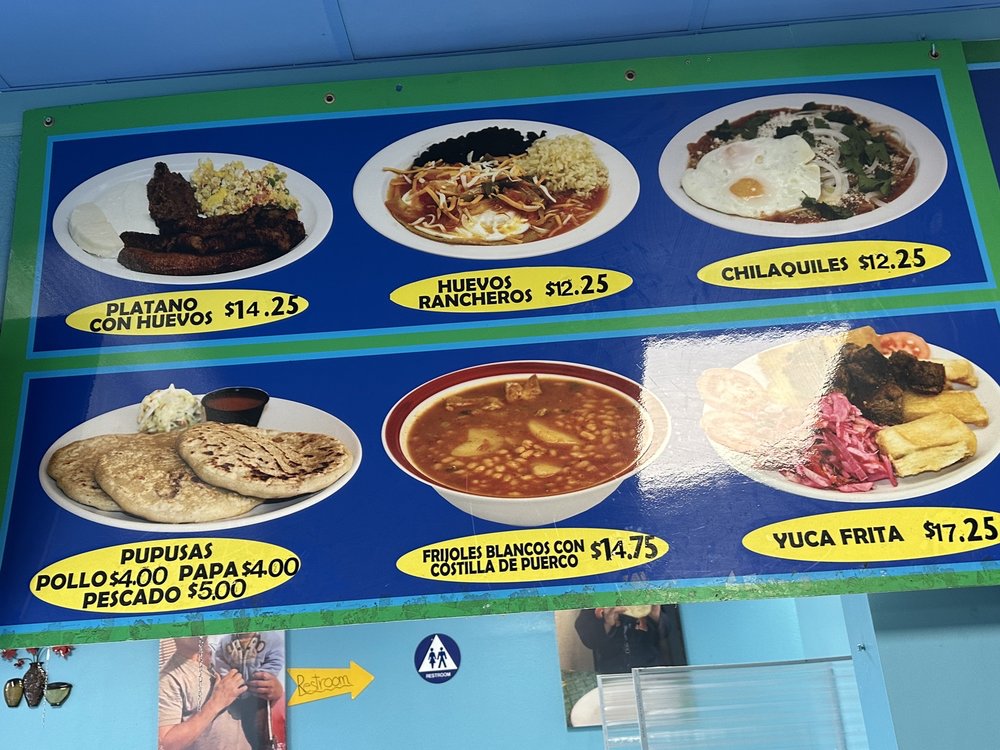 PLATANO
CON HUEVOS $14.25
HUEVOS
RANCHEROS $12.25
CHILAQUILES $12.25
PUPUSAS
POLLO $4.00 PAPA $4.00
PESCADO $5.00
FRIJOLES BLANCOS CON
COSTILLA DE PUERCO $14.75
YUCA FRITA $17.25
Restroom
RESTROOM